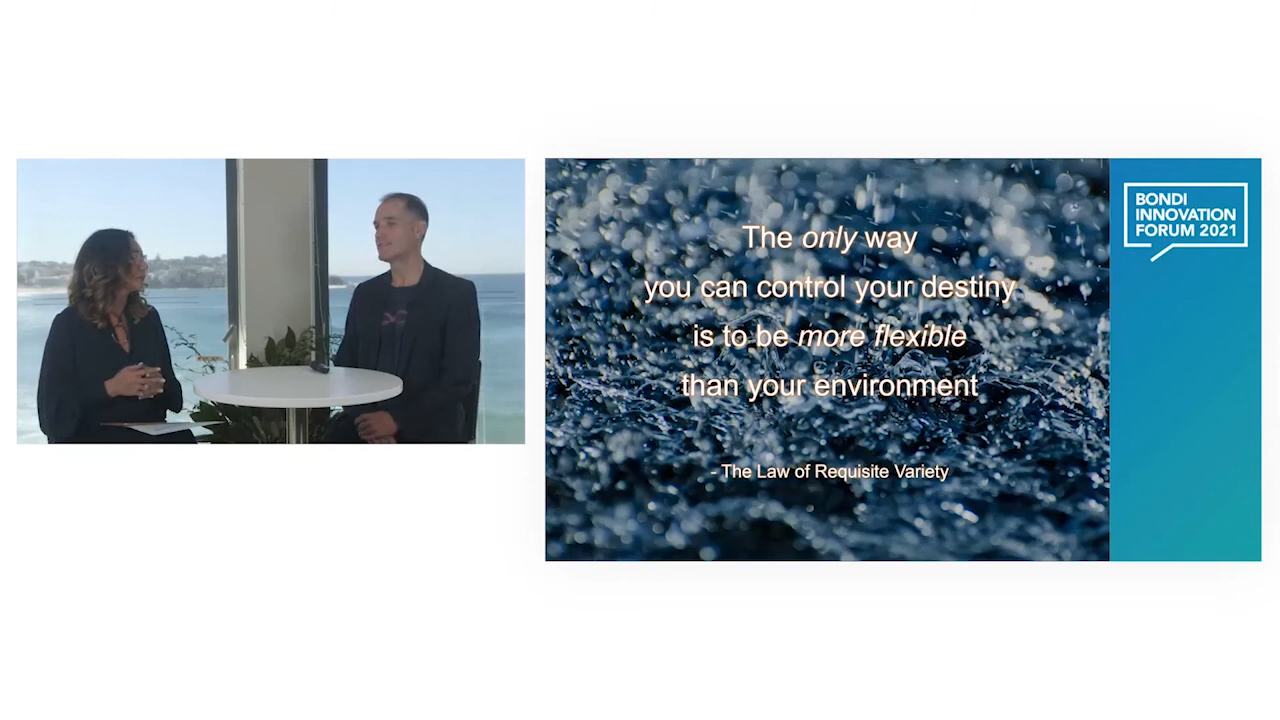 The only way
you can control your destiny
is to be more flexible
than your environment
- The Law of Requisite Variety
BONDI
INNOVATION
FORUM 2021